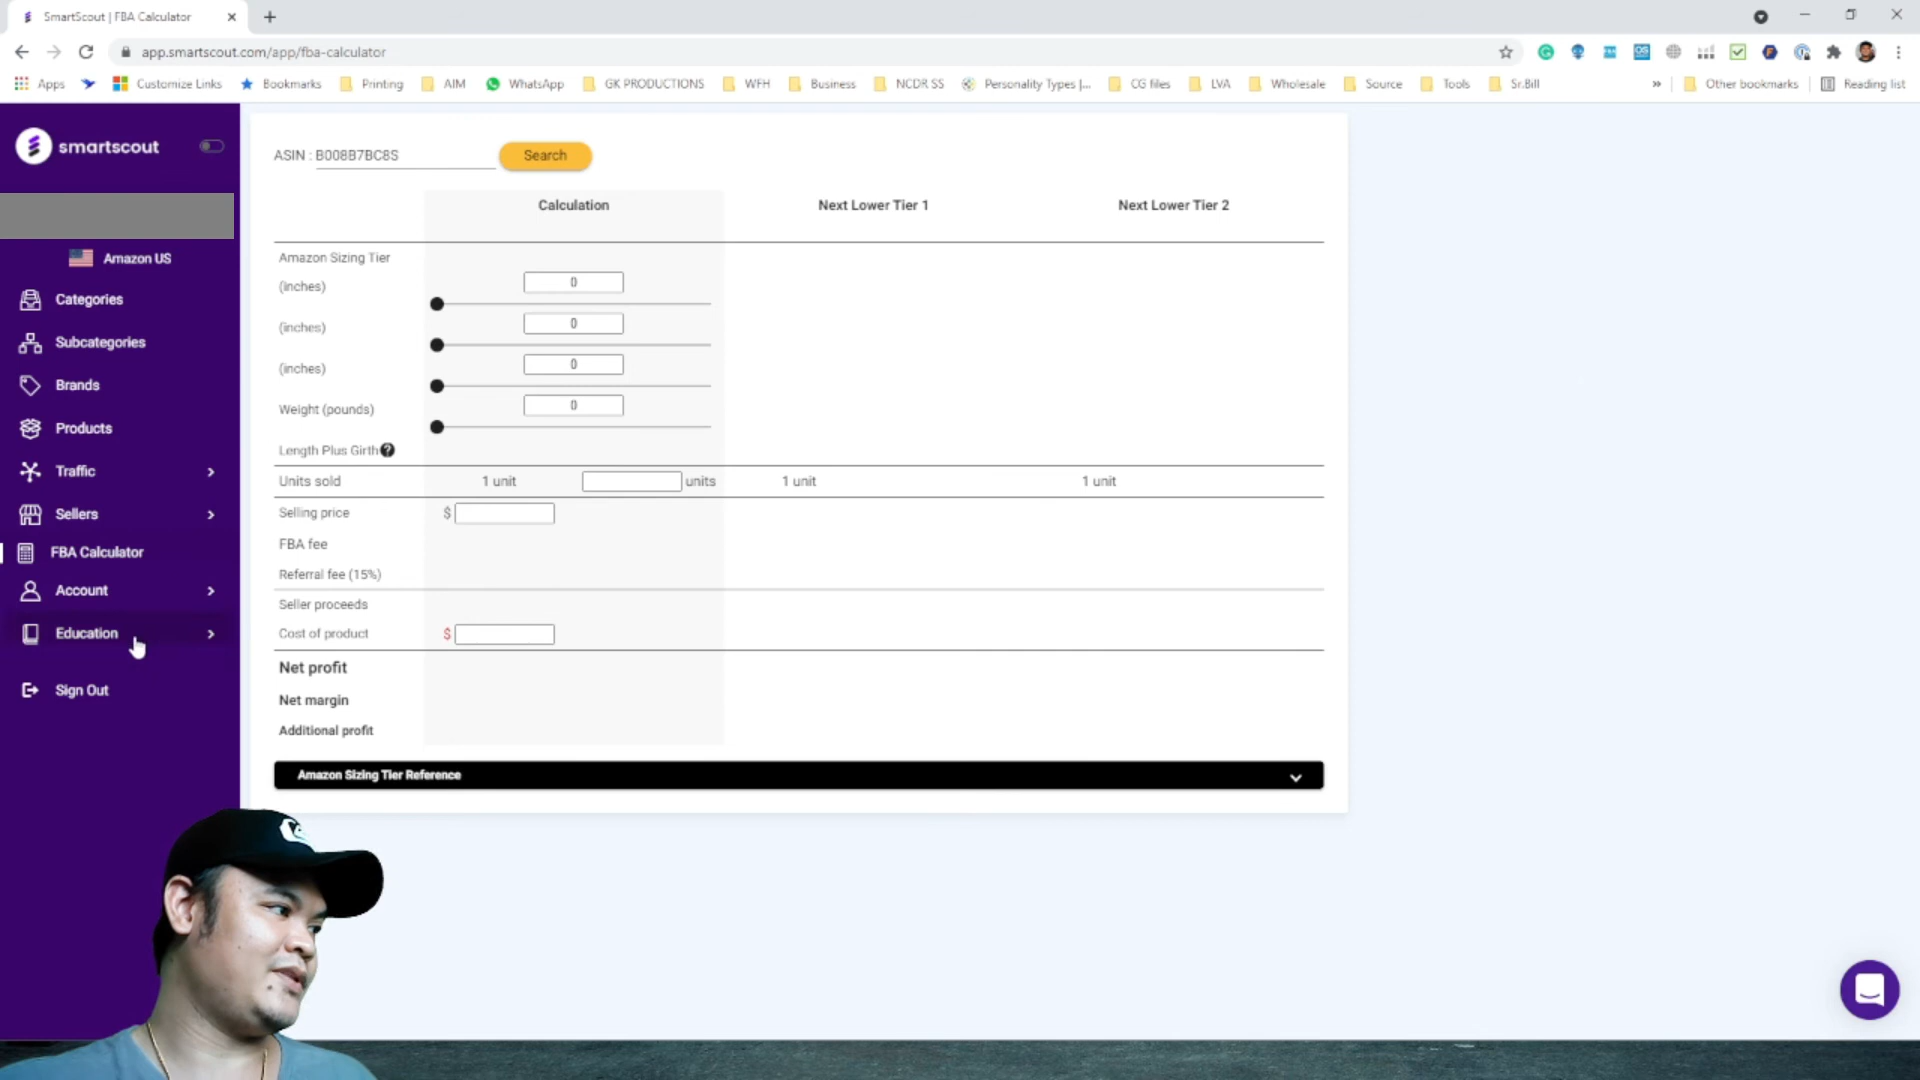 SmartScout | FBA Calculator
app.smartscout.com/app/fba-calculator
Apps Customize Links Bookmarks Printing AIM WhatsApp GK PRODUCTIONS WFH Business NCDR SS Personality Types |... CG files LVA Wholesale Source Tools Sr.Bill » Other bookmarks Reading list
smartscout
Amazon US
Categories
Subcategories
Brands
Products
Traffic
Sellers
FBA Calculator
Account
Education
Sign Out
ASIN : B008B7BC8S Search
Calculation Next Lower Tier 1 Next Lower Tier 2
Amazon Sizing Tier
(inches) 0
(inches) 0
(inches) 0
Weight (pounds) 0
Length Plus Girth ?
Units sold 1 unit units 1 unit 1 unit
Selling price $
FBA fee
Referral fee (15%)
Seller proceeds
Cost of product $
Net profit
Net margin
Additional profit
Amazon Sizing Tier Reference